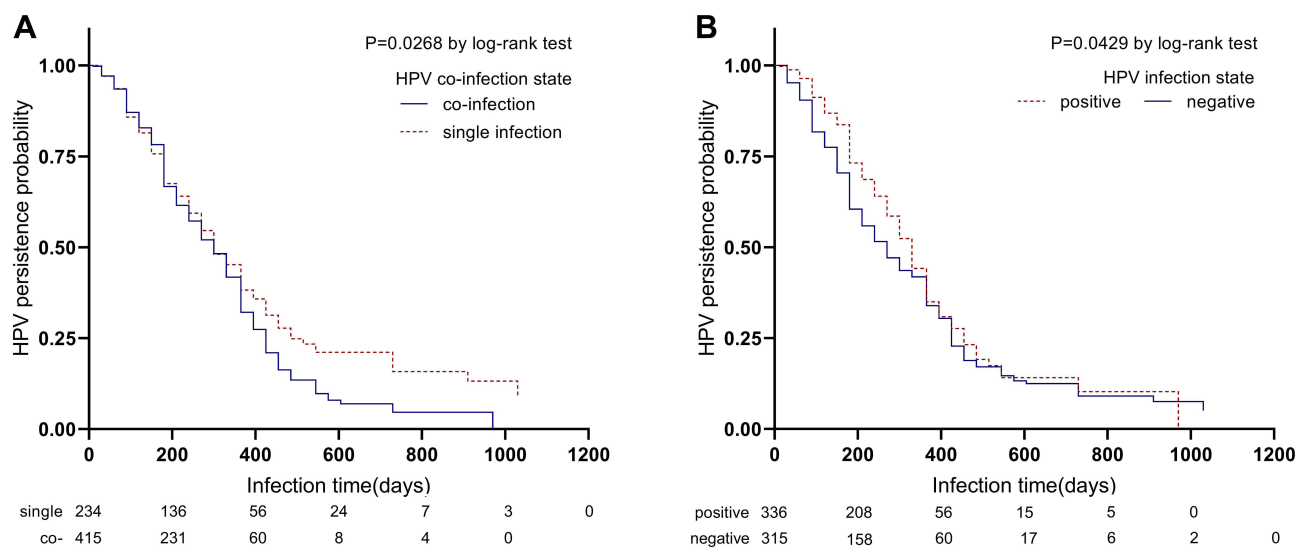 A
P=0.0268 by log-rank test
HPV co-infection state
co-infection
single infection
HPV persistence probability
1.00
0.75
0.50
0.25
0.00
0 200 400 600 800 1000 1200
Infection time(days)
single 234 136 56 24 7 3 0
co- 415 231 60 8 4 0
B
P=0.0429 by log-rank test
HPV infection state
positive negative
HPV persistence probability
1.00
0.75
0.50
0.25
0.00
0 200 400 600 800 1000 1200
Infection time(days)
positive 336 208 56 15 5 0
negative 315 158 60 17 6 2 0